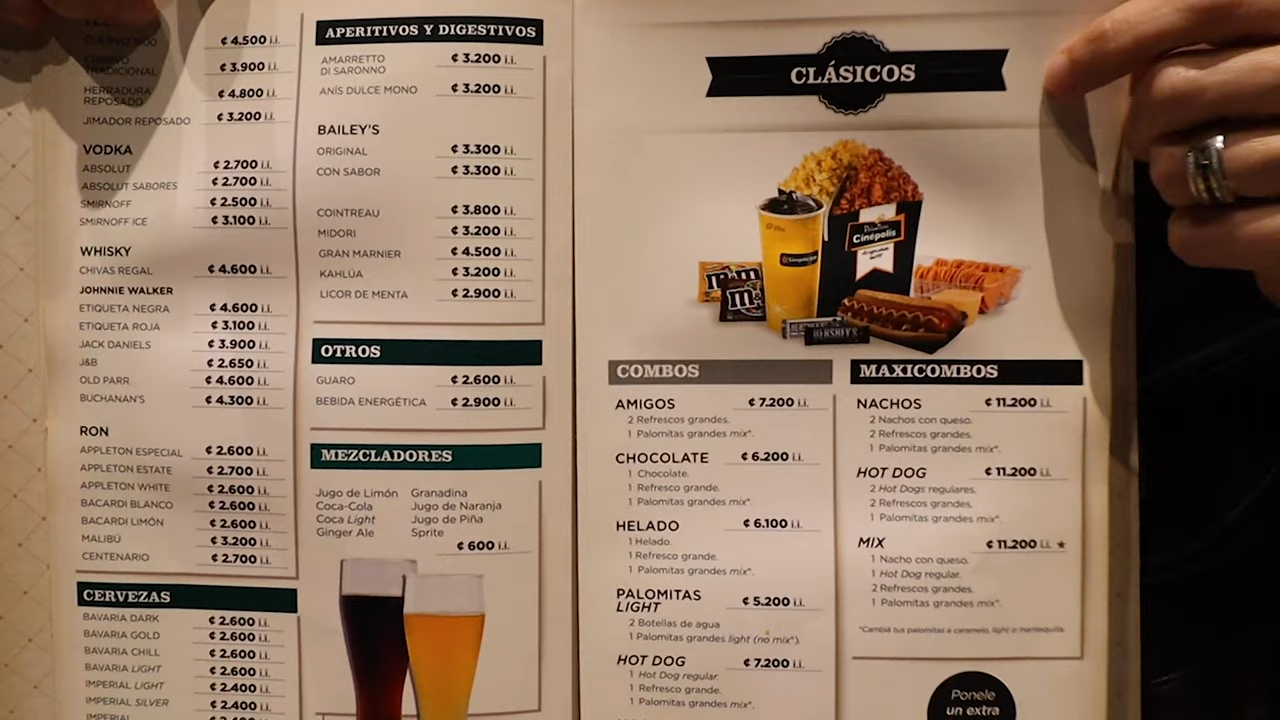 ¢ 4.500 i.i.
TRADICIONAL ¢ 3.900 i.i.
HERRADURA
REPOSADO ¢ 4.800 i.i.
JIMADOR REPOSADO ¢ 3.200 i.i.
VODKA
ABSOLUT ¢ 2.700 i.i.
ABSOLUT SABORES ¢ 2.700 i.i.
SMIRNOFF ¢ 2.500 i.i.
SMIRNOFF ICE ¢ 3.100 i.i.
WHISKY
CHIVAS REGAL ¢ 4.600 i.i.
JOHNNIE WALKER
ETIQUETA NEGRA ¢ 4.600 i.i.
ETIQUETA ROJA ¢ 3.100 i.i.
JACK DANIELS ¢ 3.900 i.i.
J&B ¢ 2.650 i.i.
OLD PARR ¢ 4.600 i.i.
BUCHANAN'S ¢ 4.300 i.i.
RON
APPLETON ESPECIAL ¢ 2.600 i.i.
APPLETON ESTATE ¢ 2.700 i.i.
APPLETON WHITE ¢ 2.600 i.i.
BACARDI BLANCO ¢ 2.600 i.i.
BACARDI LIMÓN ¢ 2.600 i.i.
MALIBÚ ¢ 3.200 i.i.
CENTENARIO ¢ 2.700 i.i.
CERVEZAS
BAVARIA DARK ¢ 2.600 i.i.
BAVARIA GOLD ¢ 2.600 i.i.
BAVARIA CHILL ¢ 2.600 i.i.
BAVARIA LIGHT ¢ 2.600 i.i.
IMPERIAL LIGHT ¢ 2.400 i.i.
IMPERIAL SILVER ¢ 2.400 i.i.
IMPERIAL
APERITIVOS Y DIGESTIVOS
AMARRETTO
DI SARONNO ¢ 3.200 i.i.
ANÍS DULCE MONO ¢ 3.200 i.i.
BAILEY'S
ORIGINAL ¢ 3.300 i.i.
CON SABOR ¢ 3.300 i.i.
COINTREAU ¢ 3.800 i.i.
MIDORI ¢ 3.200 i.i.
GRAN MARNIER ¢ 4.500 i.i.
KAHLÚA ¢ 3.200 i.i.
LICOR DE MENTA ¢ 2.900 i.i.
OTROS
GUARO ¢ 2.600 i.i.
BEBIDA ENERGÉTICA ¢ 2.900 i.i.
MEZCLADORES
Jugo de Limón Granadina
Coca-Cola Jugo de Naranja
Coca Light Jugo de Piña
Ginger Ale Sprite
¢ 600 i.i.
CLÁSICOS
Cinépolis
m&m's
HERSHEY'S
COMBOS
AMIGOS ¢ 7.200 i.i.
2 Refrescos grandes.
1 Palomitas grandes mix*.
CHOCOLATE ¢ 6.200 i.i.
1 Chocolate.
1 Refresco grande.
1 Palomitas grandes mix*.
HELADO ¢ 6.100 i.i.
1 Helado.
1 Refresco grande.
1 Palomitas grandes mix*.
PALOMITAS
LIGHT ¢ 5.200 i.i.
2 Botellas de agua
1 Palomitas grandes light (no mix*).
HOT DOG ¢ 7.200 i.i.
1 Hot Dog regular.
1 Refresco grande.
1 Palomitas grandes mix*.
MAXICOMBOS
NACHOS ¢ 11.200 i.i.
2 Nachos con queso.
2 Refrescos grandes.
1 Palomitas grandes mix*.
HOT DOG ¢ 11.200 i.i.
2 Hot Dogs regulares.
2 Refrescos grandes.
1 Palomitas grandes mix*.
MIX ¢ 11.200 i.i. ★
1 Nacho con queso.
1 Hot Dog regular.
2 Refrescos grandes.
1 Palomitas grandes mix*.
*Cambiá tus palomitas a caramelo, light o mantequilla.
Ponele
un extra